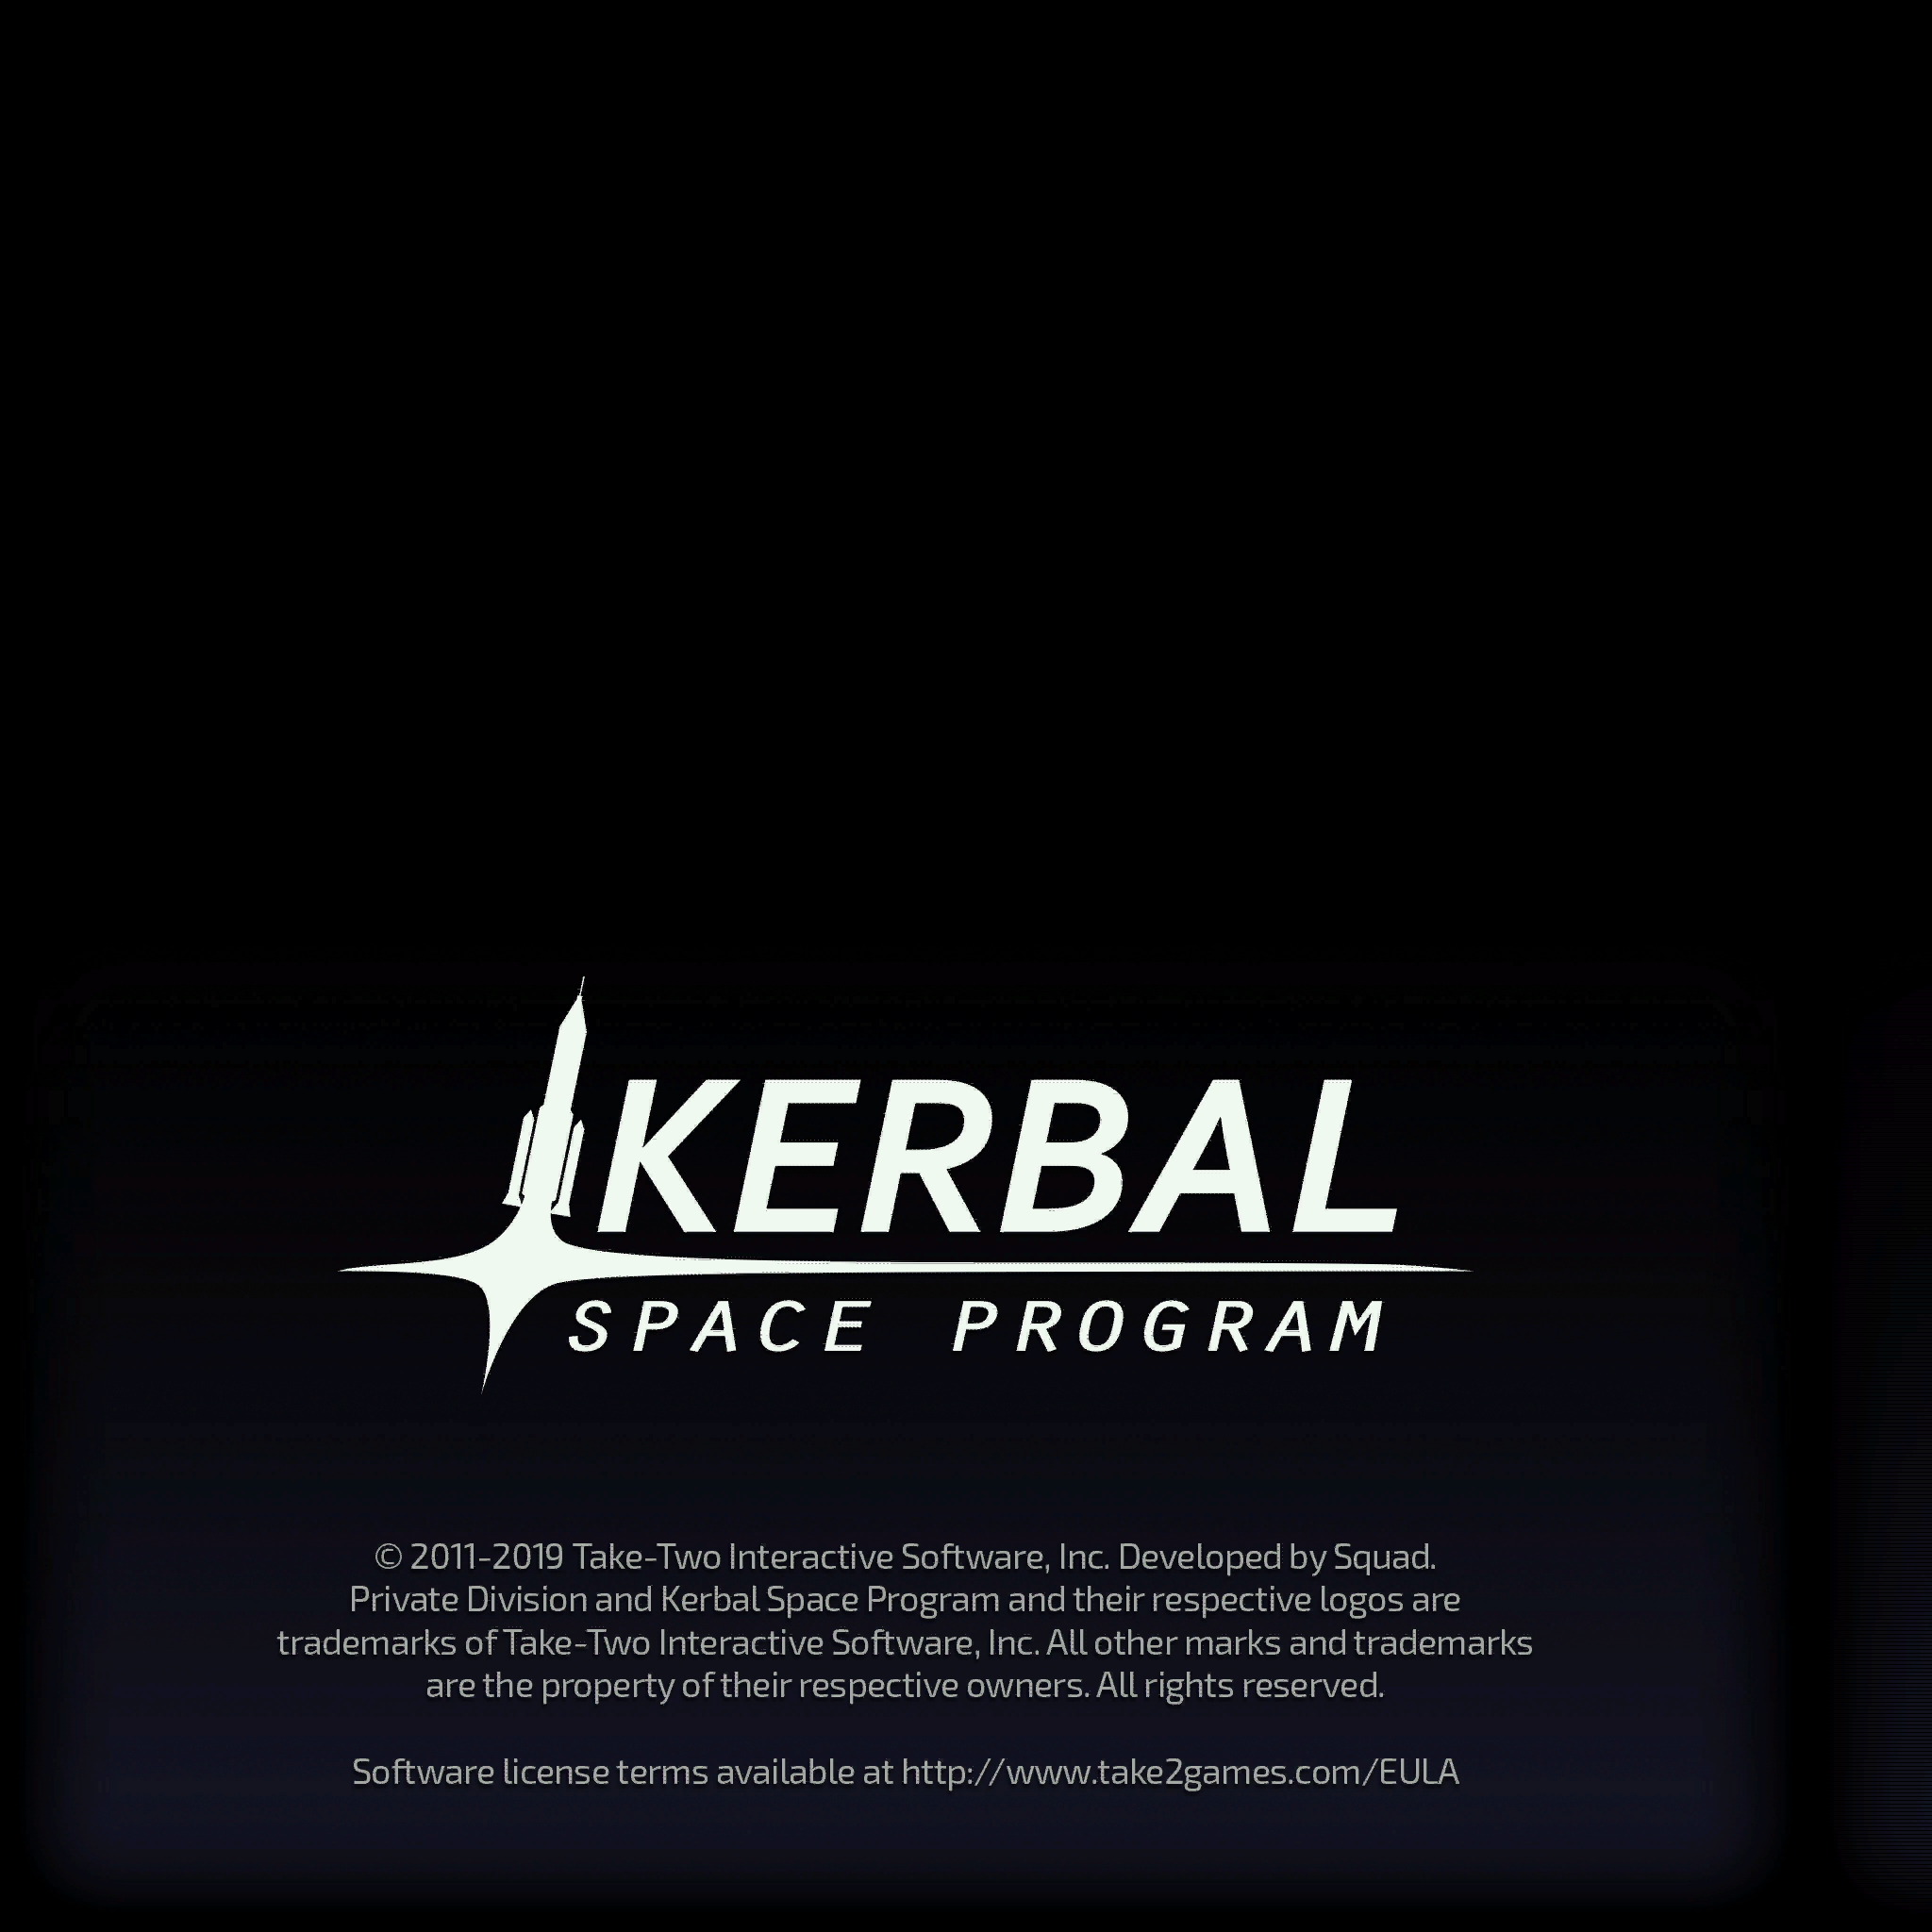 KERBAL
SPACE PROGRAM
© 2011-2019 Take-Two Interactive Software, Inc. Developed by Squad.
Private Division and Kerbal Space Program and their respective logos are
trademarks of Take-Two Interactive Software, Inc. All other marks and trademarks
are the property of their respective owners. All rights reserved.
Software license terms available at http://www.take2games.com/EULA